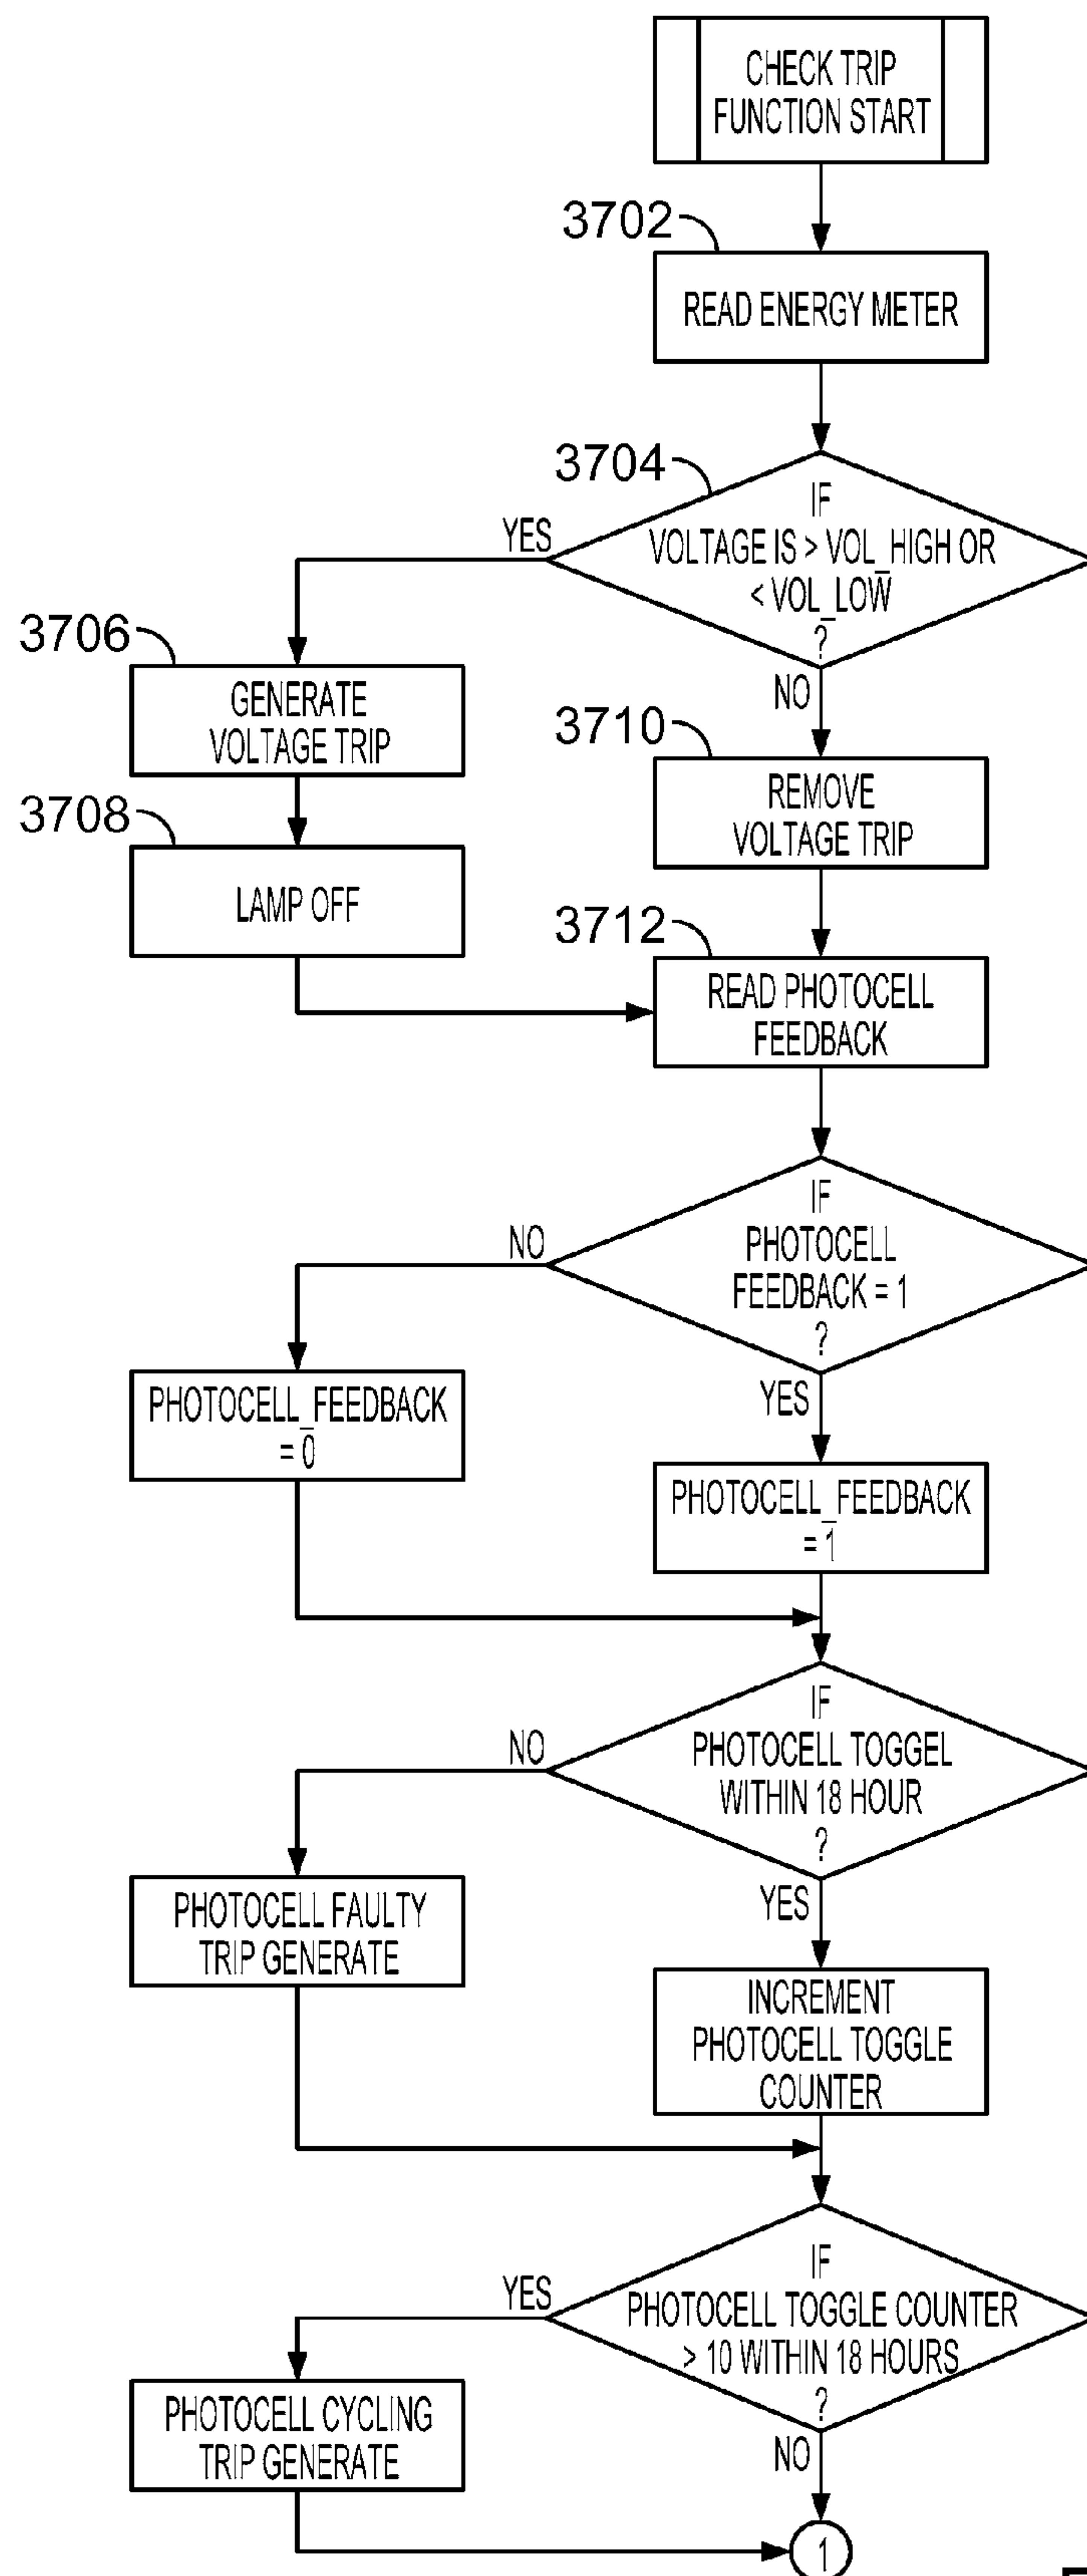 CHECK TRIP
FUNCTION START
3702
READ ENERGY METER
3704
IF
VOLTAGE IS > VOL_HIGH OR
< VOL_LOW
?
YES
NO
3706
GENERATE
VOLTAGE TRIP
3710
REMOVE
VOLTAGE TRIP
3708
LAMP OFF
3712
READ PHOTOCELL
FEEDBACK
IF
PHOTOCELL
FEEDBACK = 1
?
NO
YES
PHOTOCELL_FEEDBACK
= 0
PHOTOCELL_FEEDBACK
= 1
IF
PHOTOCELL TOGGEL
WITHIN 18 HOUR
?
NO
YES
PHOTOCELL FAULTY
TRIP GENERATE
INCREMENT
PHOTOCELL TOGGLE
COUNTER
IF
PHOTOCELL TOGGLE COUNTER
> 10 WITHIN 18 HOURS
?
YES
NO
PHOTOCELL CYCLING
TRIP GENERATE
1